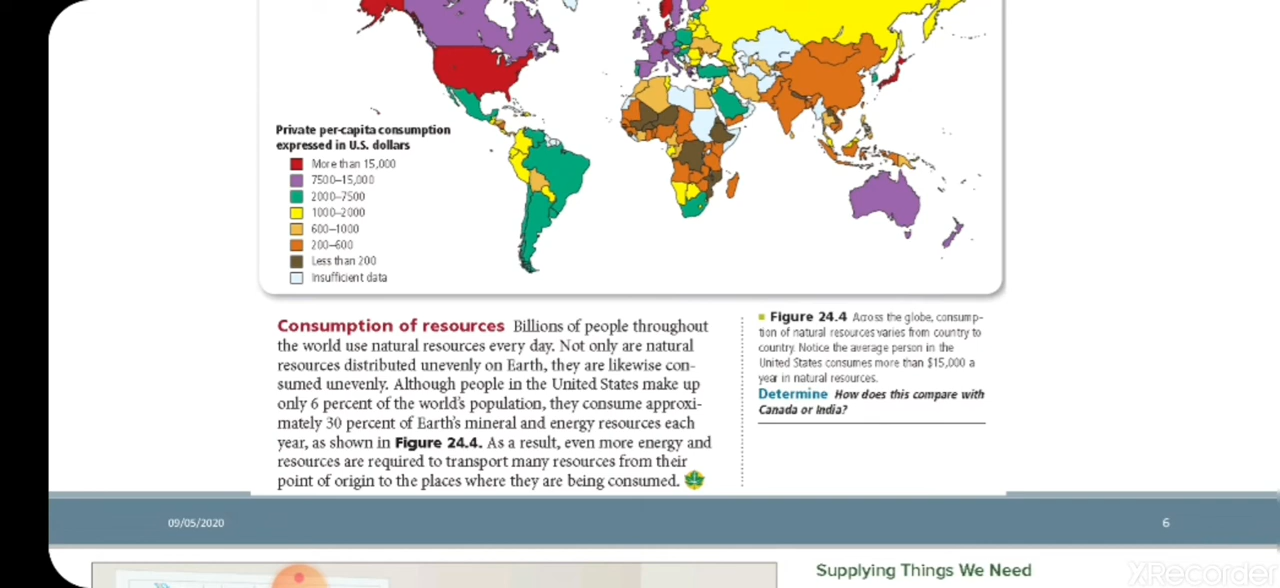 Private per-capita consumption
expressed in U.S. dollars
More than 15,000
7500–15,000
2000–7500
1000–2000
600–1000
200–600
Less than 200
Insufficient data
Consumption of resources Billions of people throughout
the world use natural resources every day. Not only are natural
resources distributed unevenly on Earth, they are likewise con-
sumed unevenly. Although people in the United States make up
only 6 percent of the world's population, they consume approxi-
mately 30 percent of Earth's mineral and energy resources each
year, as shown in Figure 24.4. As a result, even more energy and
resources are required to transport many resources from their
point of origin to the places where they are being consumed.
Figure 24.4 Across the globe, consump-
tion of natural resources varies from country to
country. Notice the average person in the
United States consumes more than $15,000 a
year in natural resources.
Determine How does this compare with
Canada or India?
09/05/2020
6
Supplying Things We Need
XRecorder